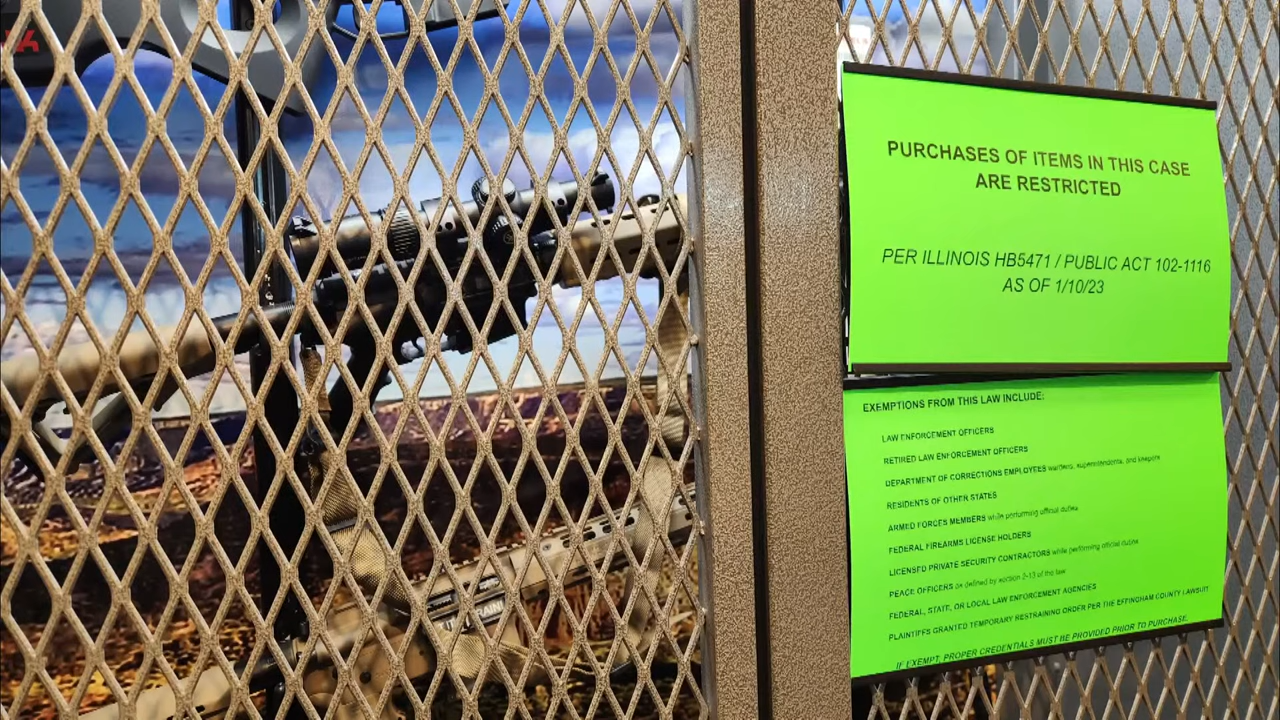 PURCHASES OF ITEMS IN THIS CASE
ARE RESTRICTED
PER ILLINOIS HB5471 / PUBLIC ACT 102-1116
AS OF 1/10/23
EXEMPTIONS FROM THIS LAW INCLUDE:
LAW ENFORCEMENT OFFICERS
RETIRED LAW ENFORCEMENT OFFICERS
DEPARTMENT OF CORRECTIONS EMPLOYEES wardens, superintendents, and keepers
RESIDENTS OF OTHER STATES
ARMED FORCES MEMBERS while performing official duties
FEDERAL FIREARMS LICENSE HOLDERS
LICENSED PRIVATE SECURITY CONTRACTORS while performing official duties
PEACE OFFICERS as defined by section 2-13 of the law
FEDERAL, STATE, OR LOCAL LAW ENFORCEMENT AGENCIES
PLAINTIFFS GRANTED TEMPORARY RESTRAINING ORDER PER THE EFFINGHAM COUNTY LAWSUIT
IF EXEMPT, PROPER CREDENTIALS MUST BE PROVIDED PRIOR TO PURCHASE.